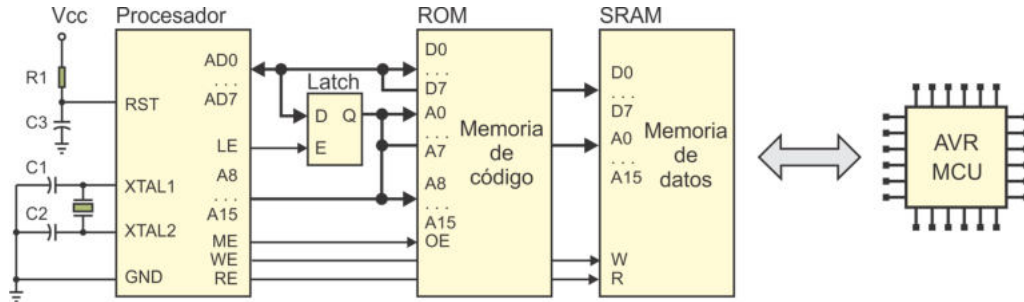 Vcc
Procesador
ROM
SRAM
R1
C3
C1
C2
RST
XTAL1
XTAL2
GND
AD0
...
AD7
LE
A8
...
A15
ME
WE
RE
Latch
D Q
E
D0
...
D7
A0
...
A7
A8
...
A15
OE
Memoria
de
código
D0
...
D7
A0
...
A15
W
R
Memoria
de
datos
AVR
MCU